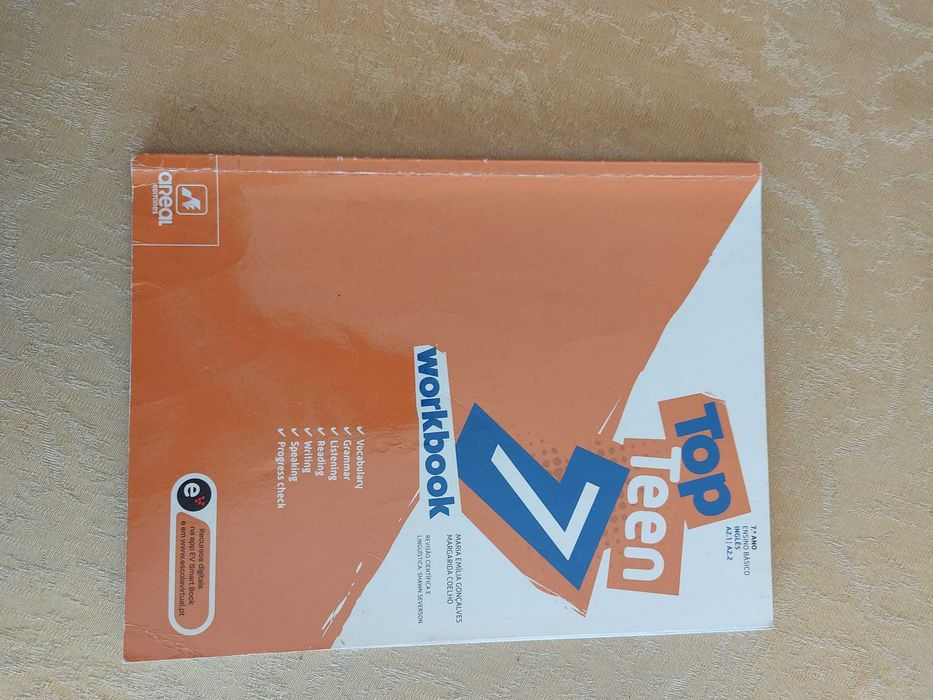 7.º ANO
ENSINO BÁSICO
INGLÊS
A2.1 | A2.2
Top
Teen
7
workbook
MARIA EMÍLIA GONÇALVES
MARGARIDA COELHO
REVISÃO CIENTÍFICA E
LINGUÍSTICA: SHAWN SEVERSON
✓ Vocabulary
✓ Grammar
✓ Listening
✓ Reading
✓ Writing
✓ Speaking
✓ Progress check
e
Recursos digitais
na app EV Smart Book
e em www.escolavirtual.pt
aReaL
eDITORES